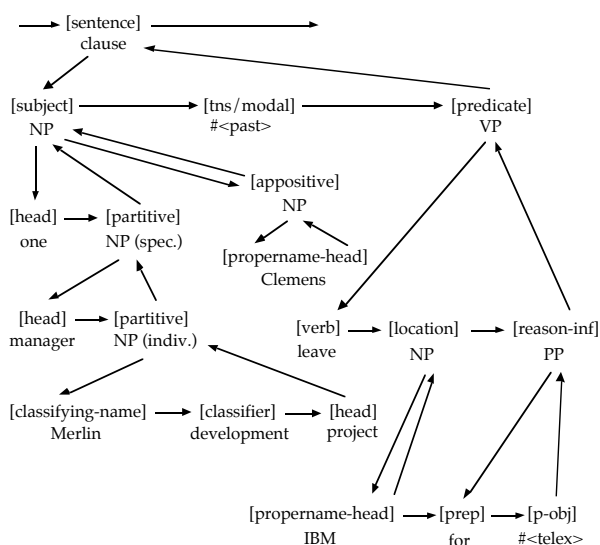 [sentence]
clause
[subject] [tns/modal] [predicate]
NP #<past> VP
[appositive]
NP
[head] [partitive]
one NP (spec.)
[propername-head]
Clemens
[head] [partitive] [verb] [location] [reason-inf]
manager NP (indiv.) leave NP PP
[classifying-name] [classifier] [head]
Merlin development project
[propername-head] [prep] [p-obj]
IBM for #<telex>